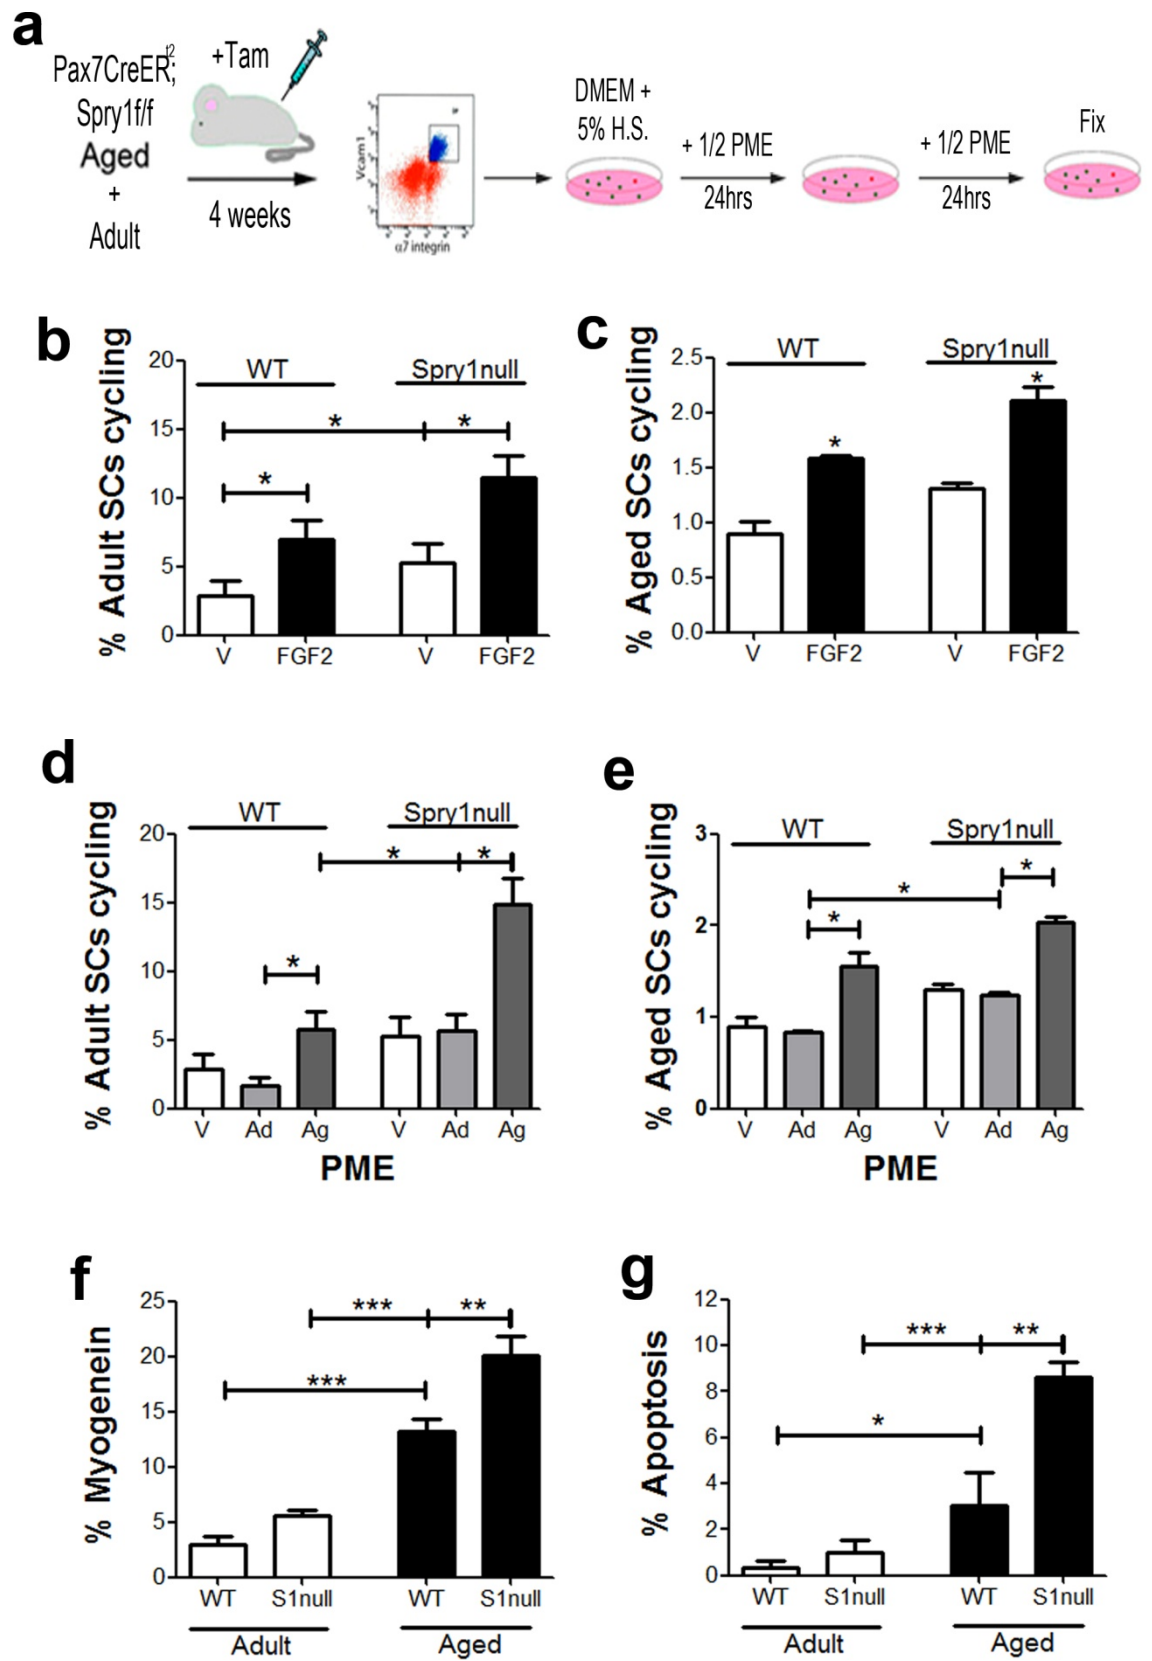 a
Pax7CreER t2;
+Tam
Spry1f/f
Aged
+
Adult
4 weeks
Vcam1
α7 integrin
DMEM +
5% H.S.
+ 1/2 PME
24hrs
+ 1/2 PME
24hrs
Fix
b
% Adult SCs cycling
20
15
10
5
0
WT
Spry1null
*
*
*
V
FGF2
V
FGF2
c
% Aged SCs cycling
2.5
2.0
1.5
1.0
0.5
0.0
WT
Spry1null
*
*
V
FGF2
V
FGF2
d
% Adult SCs cycling
20
15
10
5
0
WT
Spry1null
*
*
*
V
Ad
Ag
V
Ad
Ag
PME
e
% Aged SCs cycling
3
2
1
0
WT
Spry1null
*
*
*
V
Ad
Ag
V
Ad
Ag
PME
f
% Myogenein
25
20
15
10
5
0
***
**
***
WT
S1null
WT
S1null
Adult
Aged
g
% Apoptosis
12
10
8
6
4
2
0
***
**
*
WT
S1null
WT
S1null
Adult
Aged